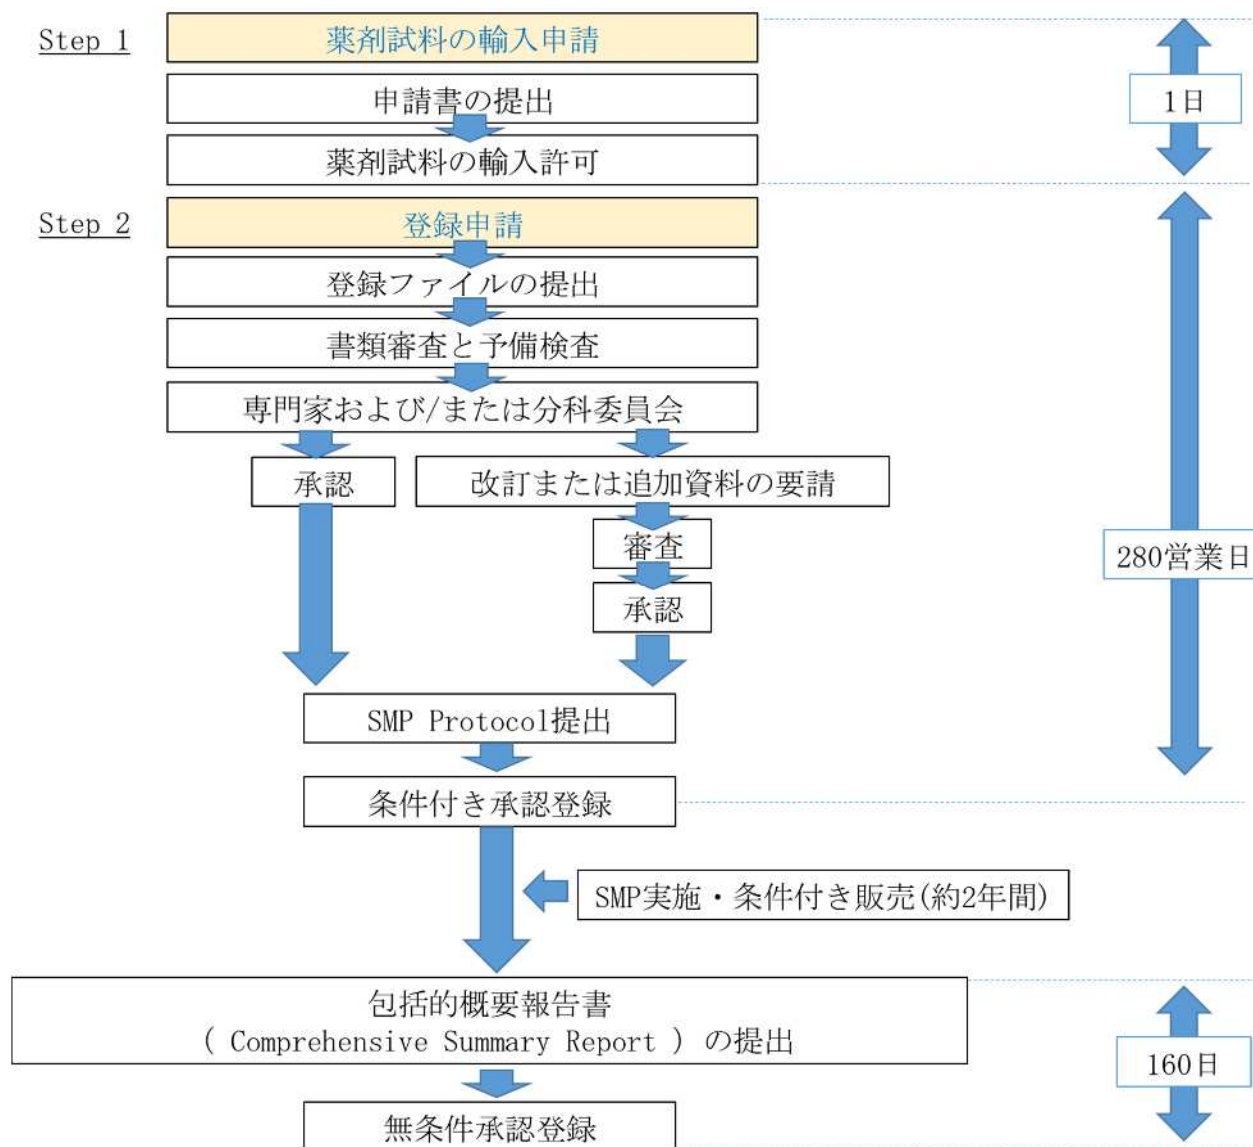 Step 1
薬剤試料の輸入申請
申請書の提出
1日
薬剤試料の輸入許可
Step 2
登録申請
登録ファイルの提出
書類審査と予備検査
専門家および/または分科委員会
承認
改訂または追加資料の要請
審査
280営業日
承認
SMP Protocol提出
条件付き承認登録
SMP実施・条件付き販売(約2年間)
包括的概要報告書
( Comprehensive Summary Report ) の提出
160日
無条件承認登録